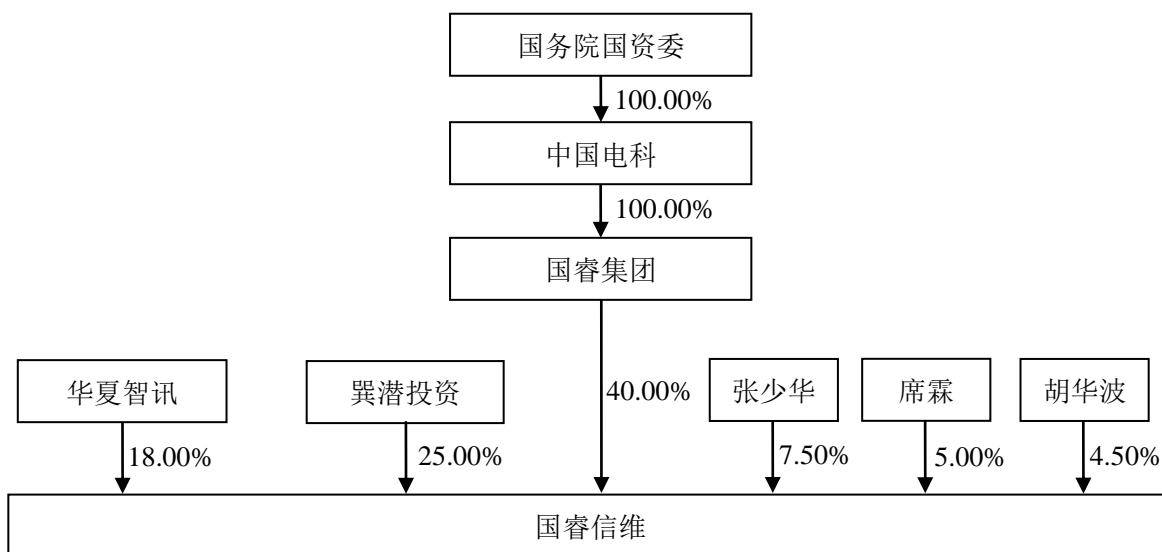 国务院国资委
100.00%
中国电科
100.00%
国睿集团
华夏智讯
巽潜投资
40.00%
张少华
席霖
胡华波
18.00%
25.00%
7.50%
5.00%
4.50%
国睿信维